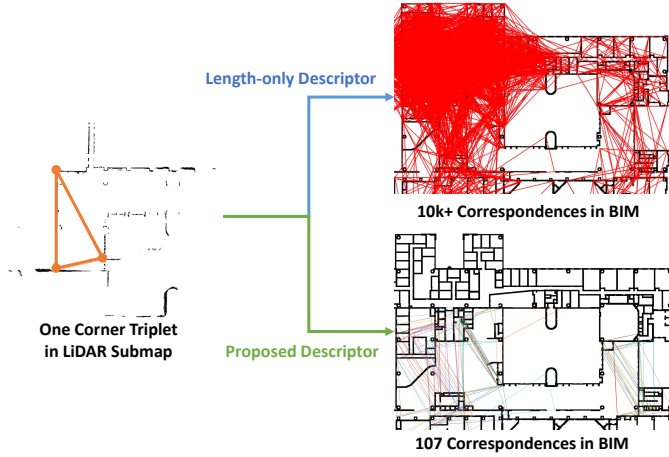 Length-only Descriptor
10k+ Correspondences in BIM
One Corner Triplet
in LiDAR Submap
Proposed Descriptor
107 Correspondences in BIM